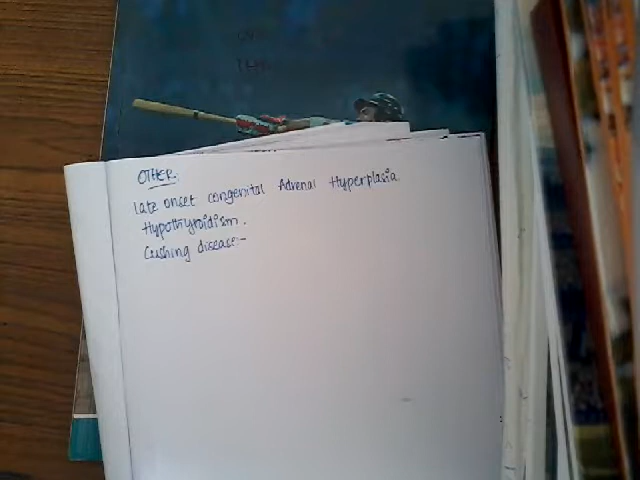 OTHER:
Late onset congenital Adrenal Hyperplasia
Hypothyroidism.
Cushing disease:-